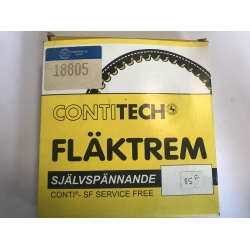 18805
CONTITECH
FLÄKTREM
SJÄLVSPÄNNANDE
CONTI®- SF SERVICE FREE